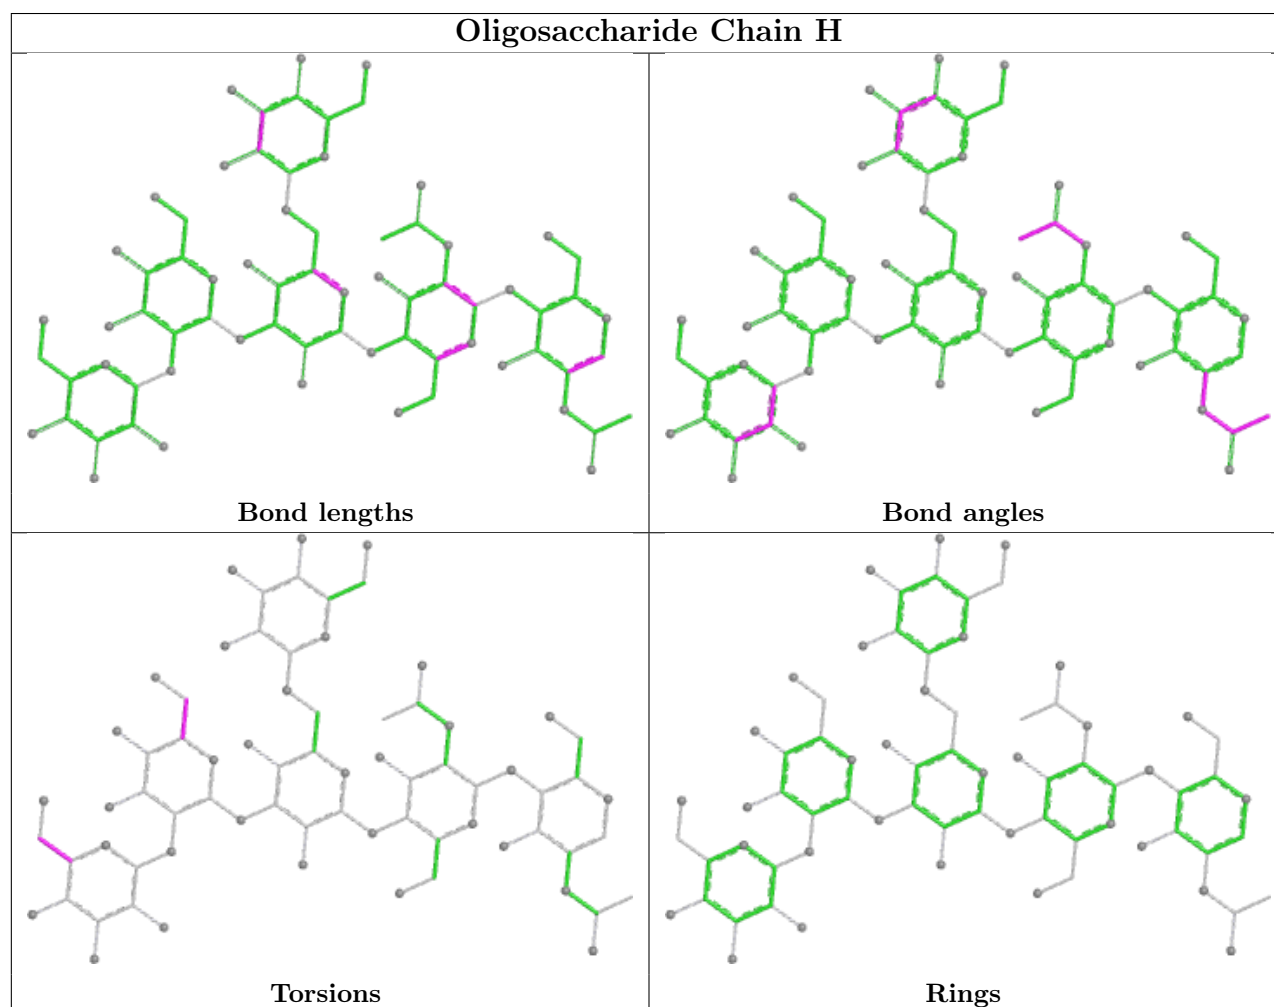 Oligosaccharide Chain H
Bond lengths
Bond angles
Torsions
Rings